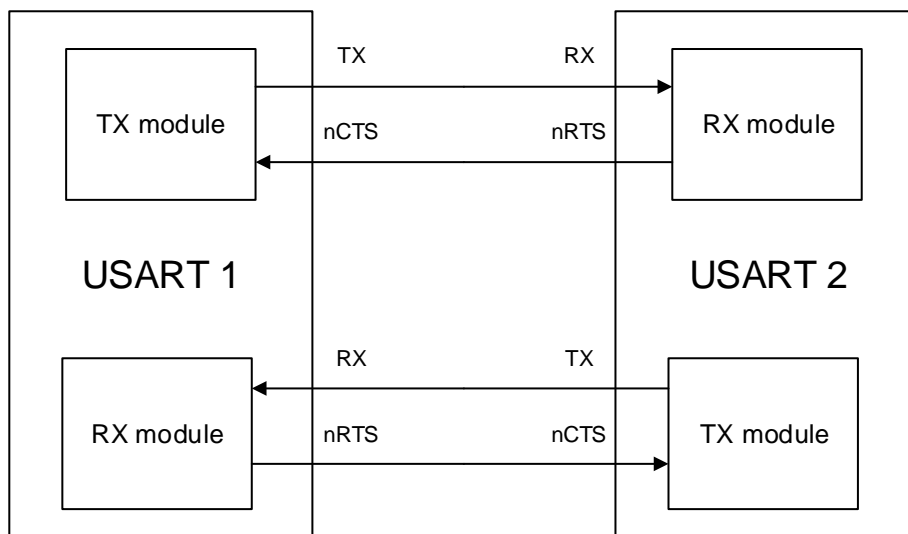 TX RX
TX module RX module
nCTS nRTS
USART 1 USART 2
RX TX
RX module TX module
nRTS nCTS